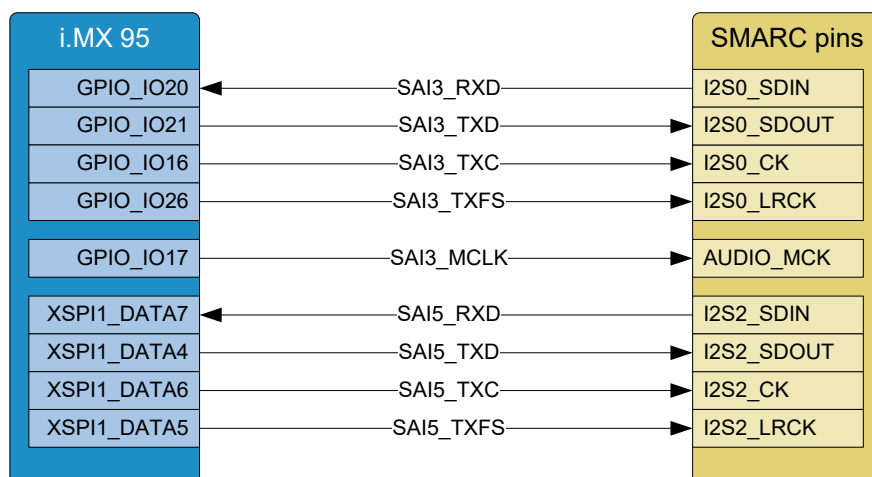 i.MX 95 SMARC pins
GPIO_IO20 SAI3_RXD I2S0_SDIN
GPIO_IO21 SAI3_TXD I2S0_SDOUT
GPIO_IO16 SAI3_TXC I2S0_CK
GPIO_IO26 SAI3_TXFS I2S0_LRCK
GPIO_IO17 SAI3_MCLK AUDIO_MCK
XSPI1_DATA7 SAI5_RXD I2S2_SDIN
XSPI1_DATA4 SAI5_TXD I2S2_SDOUT
XSPI1_DATA6 SAI5_TXC I2S2_CK
XSPI1_DATA5 SAI5_TXFS I2S2_LRCK